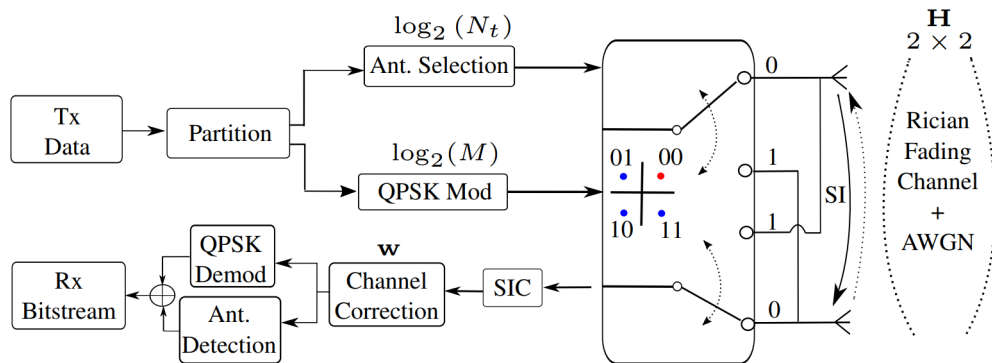 log₂ (Nₜ)
Ant. Selection
Tx
Data
Partition
log₂(M)
QPSK Mod
QPSK
Demod
Rx
Bitstream
Ant.
Detection
w
Channel
Correction
SIC
01 00
10 11
0
1
1
0
SI
H
2 × 2
Rician
Fading
Channel
+
AWGN